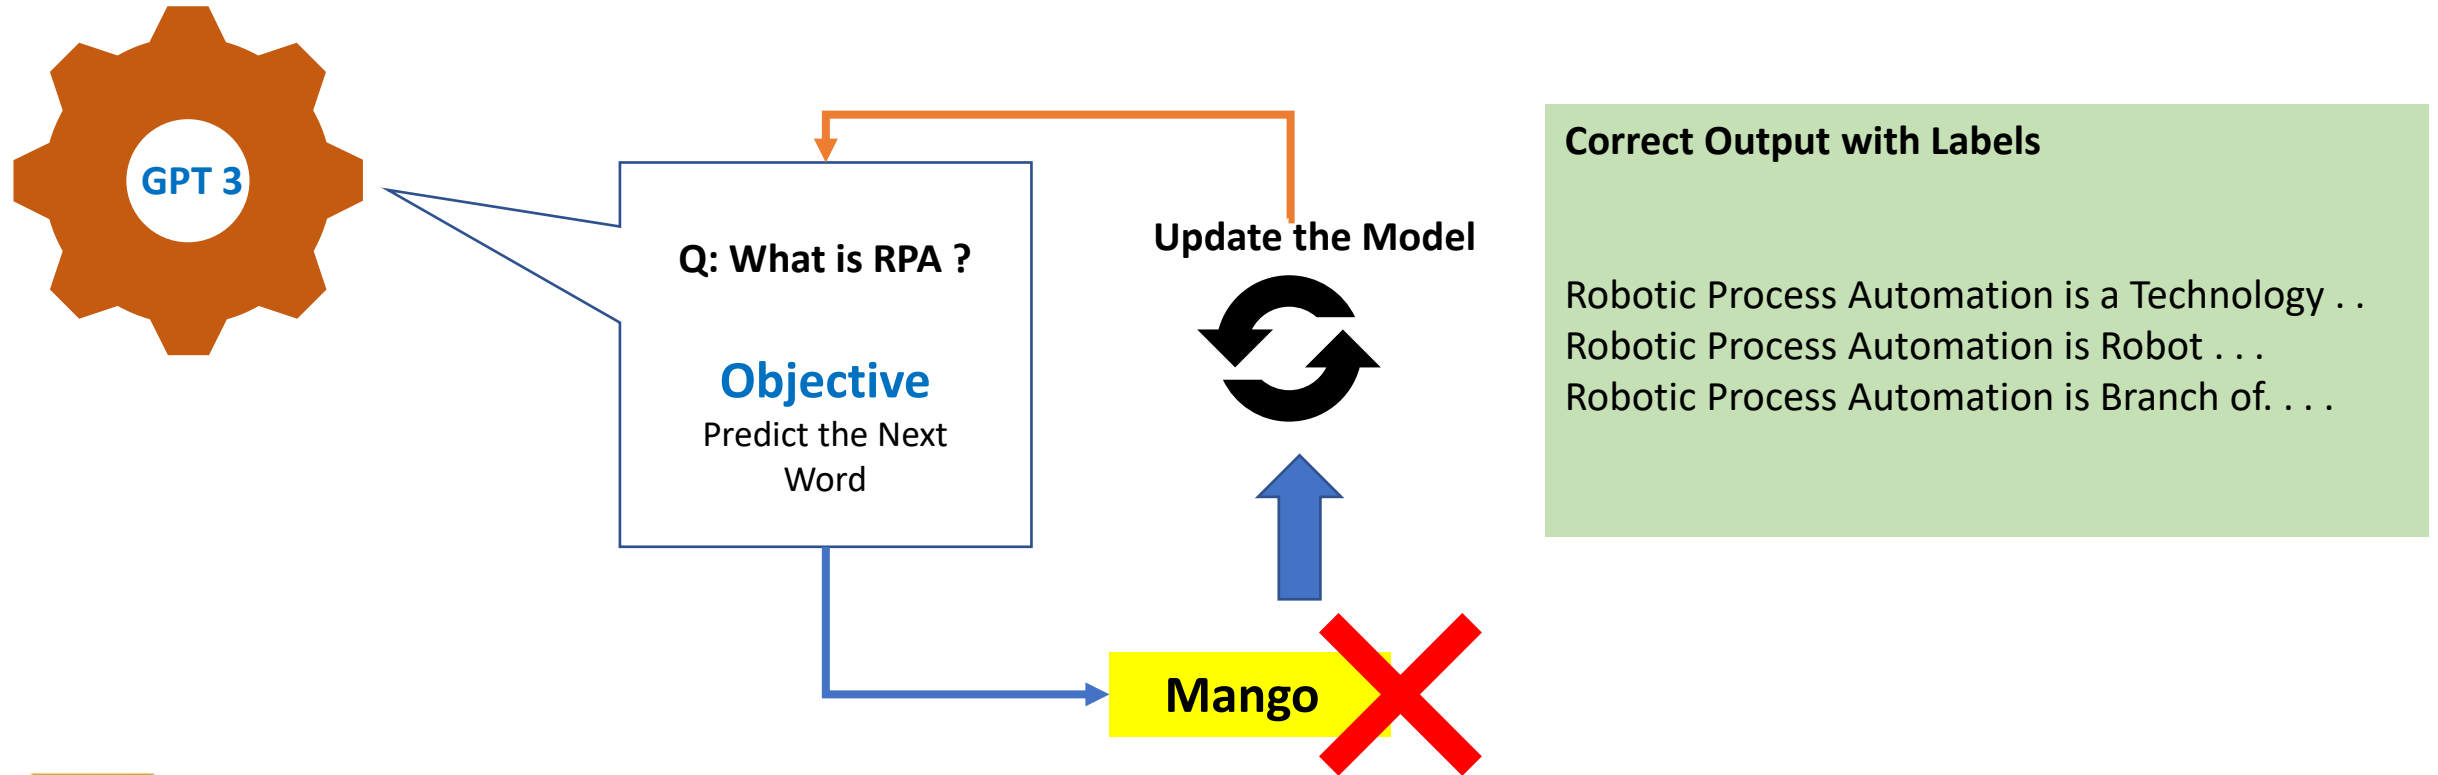 GPT 3
Q: What is RPA ?
Objective
Predict the Next
Word
Update the Model
Mango
Correct Output with Labels
Robotic Process Automation is a Technology . .
Robotic Process Automation is Robot . . .
Robotic Process Automation is Branch of. . . .